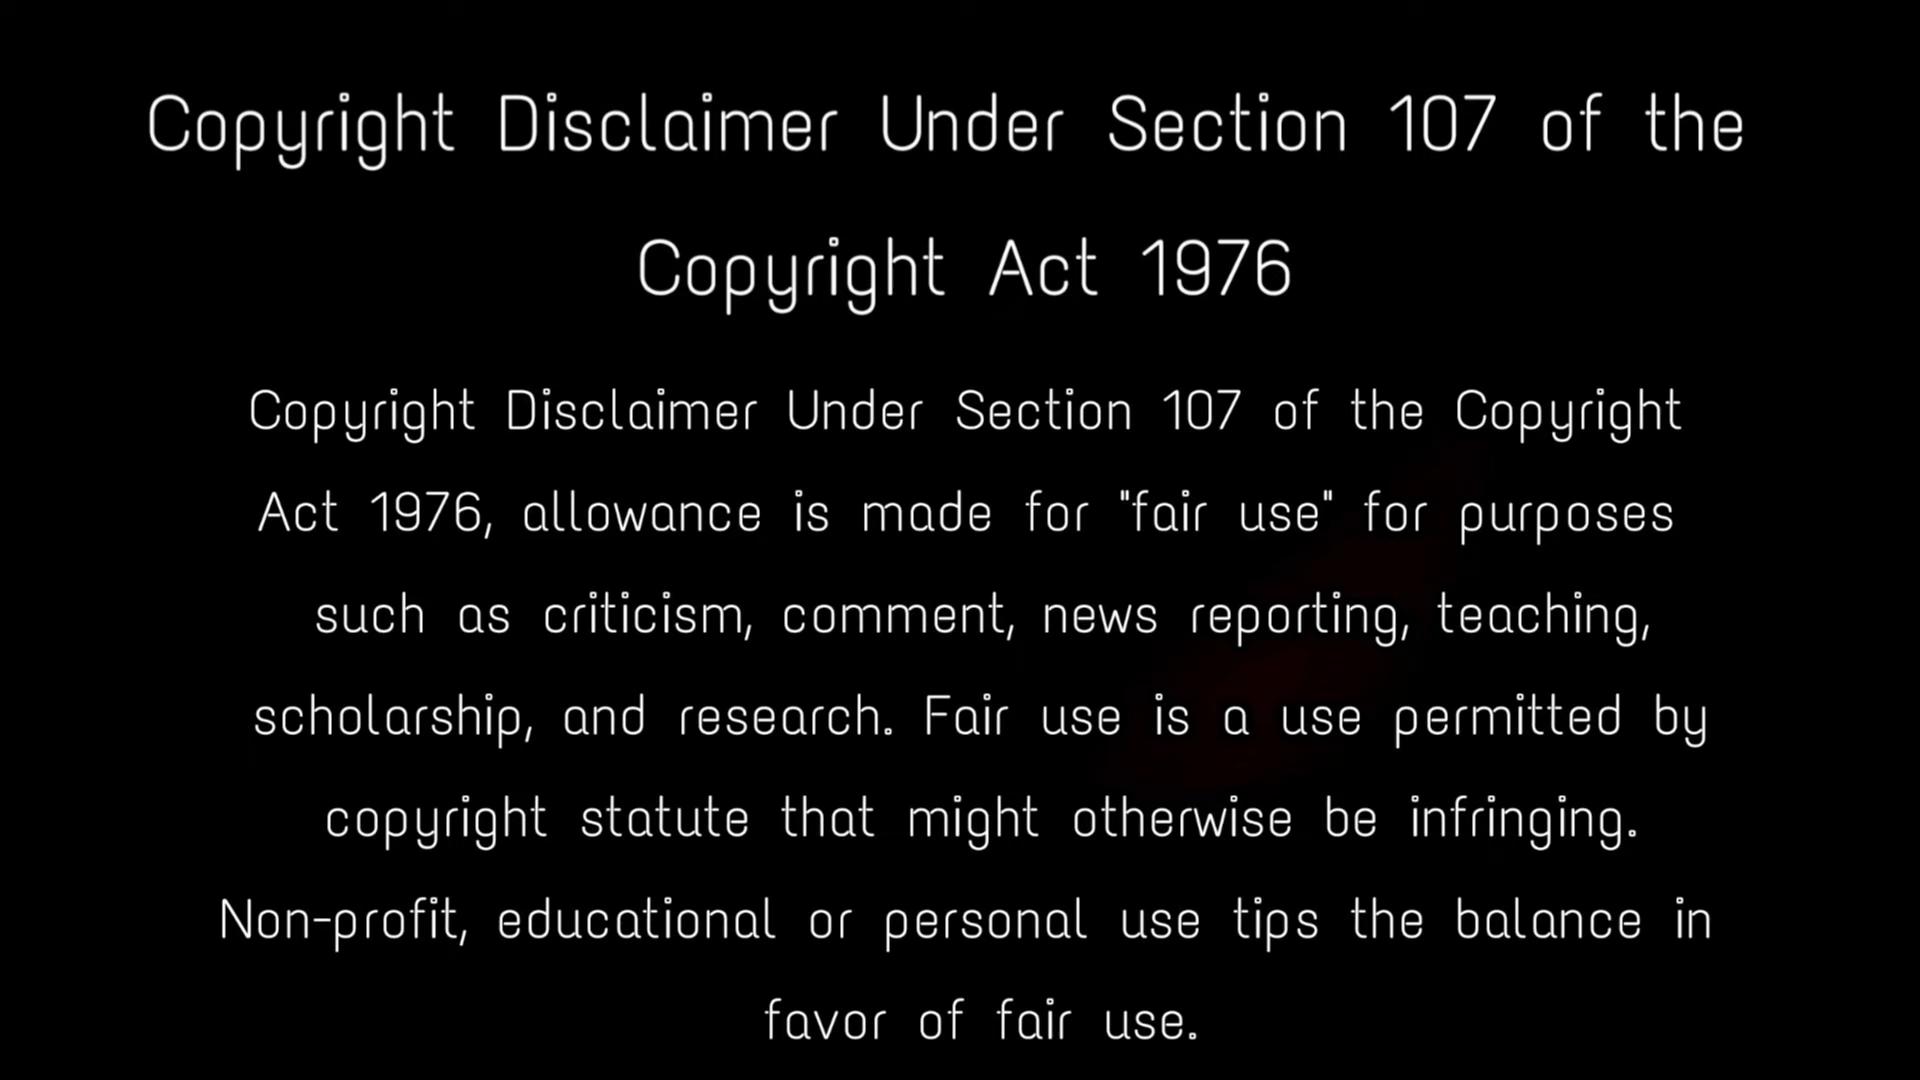 Copyright Disclaimer Under Section 107 of the
Copyright Act 1976
Copyright Disclaimer Under Section 107 of the Copyright
Act 1976, allowance is made for "fair use" for purposes
such as criticism, comment, news reporting, teaching,
scholarship, and research. Fair use is a use permitted by
copyright statute that might otherwise be infringing.
Non-profit, educational or personal use tips the balance in
favor of fair use.